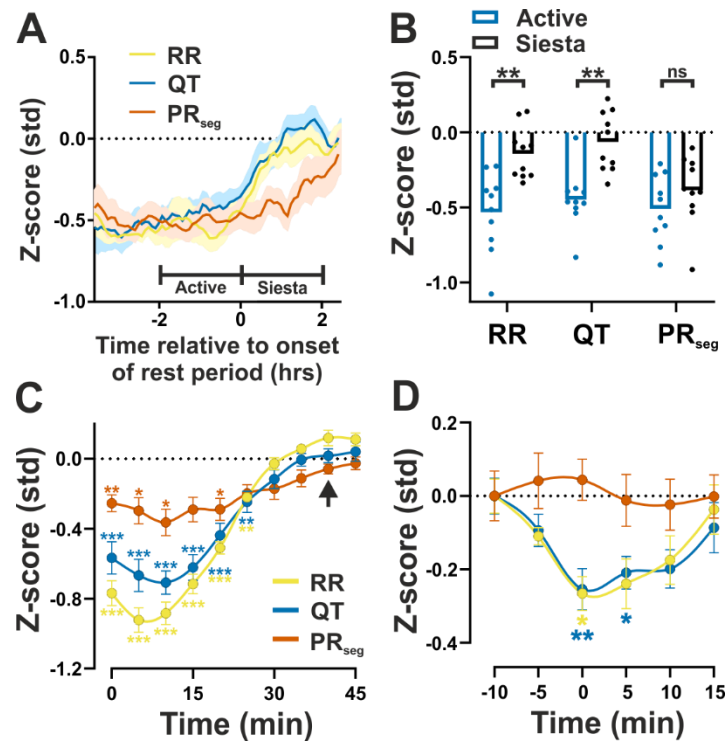 A
RR
QT
PRseg
Z-score (std)
0.5
0.0
-0.5
-1.0
Active
Siesta
-2
0
2
Time relative to onset
of rest period (hrs)
B
Active
Siesta
Z-score (std)
0.5
0.0
-0.5
-1.0
**
**
ns
RR
QT
PRseg
C
Z-score (std)
0.0
-0.4
-0.8
-1.2
**
*
*
*
***
***
***
***
***
**
***
***
***
***
***
**
RR
QT
PRseg
0
15
30
45
Time (min)
D
Z-score (std)
0.2
0.0
-0.2
-0.4
*
**
*
-10
-5
0
5
10
15
Time (min)